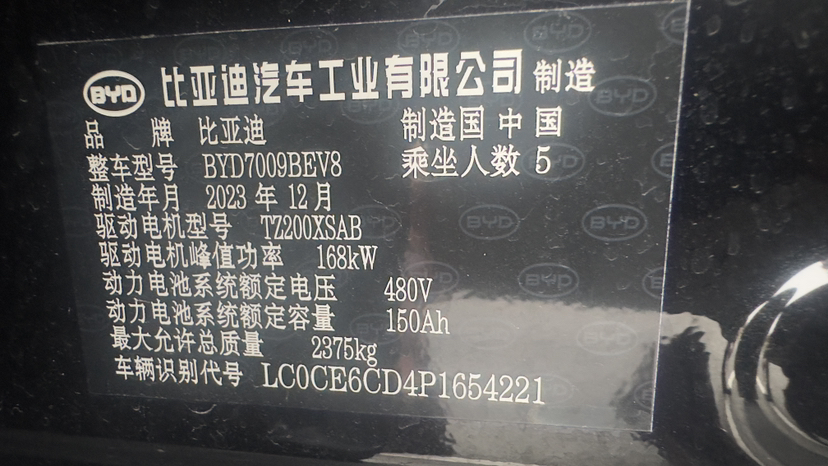 BYD 比亚迪汽车工业有限公司 制造
品 牌 比亚迪 制造国 中国
整车型号 BYD7009BEV8 乘坐人数 5
制造年月 2023 年 12 月
驱动电机型号 TZ200XSAB
驱动电机峰值功率 168kW
动力电池系统额定电压 480V
动力电池系统额定容量 150Ah
最大允许总质量 2375kg
车辆识别代号 LC0CE6CD4P1654221